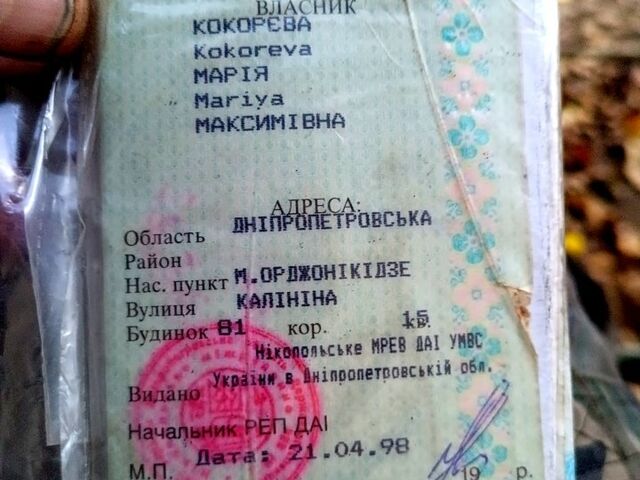 ВЛАСНИК
КОКОРЄВА
Kokoreva
МАРІЯ
Mariya
МАКСИМІВНА
АДРЕСА:
Область ДНІПРОПЕТРОВСЬКА
Район
Нас. пункт М.ОРДЖОНІКІДЗЕ
Вулиця КАЛІНІНА
Будинок 81 кор. кв. 15
Нікопольське МРЕВ ДАІ УМВС
Видано України в Дніпропетровській обл.
Начальник РЕП ДАІ
Дата: 21.04.98
М.П. 19 р.